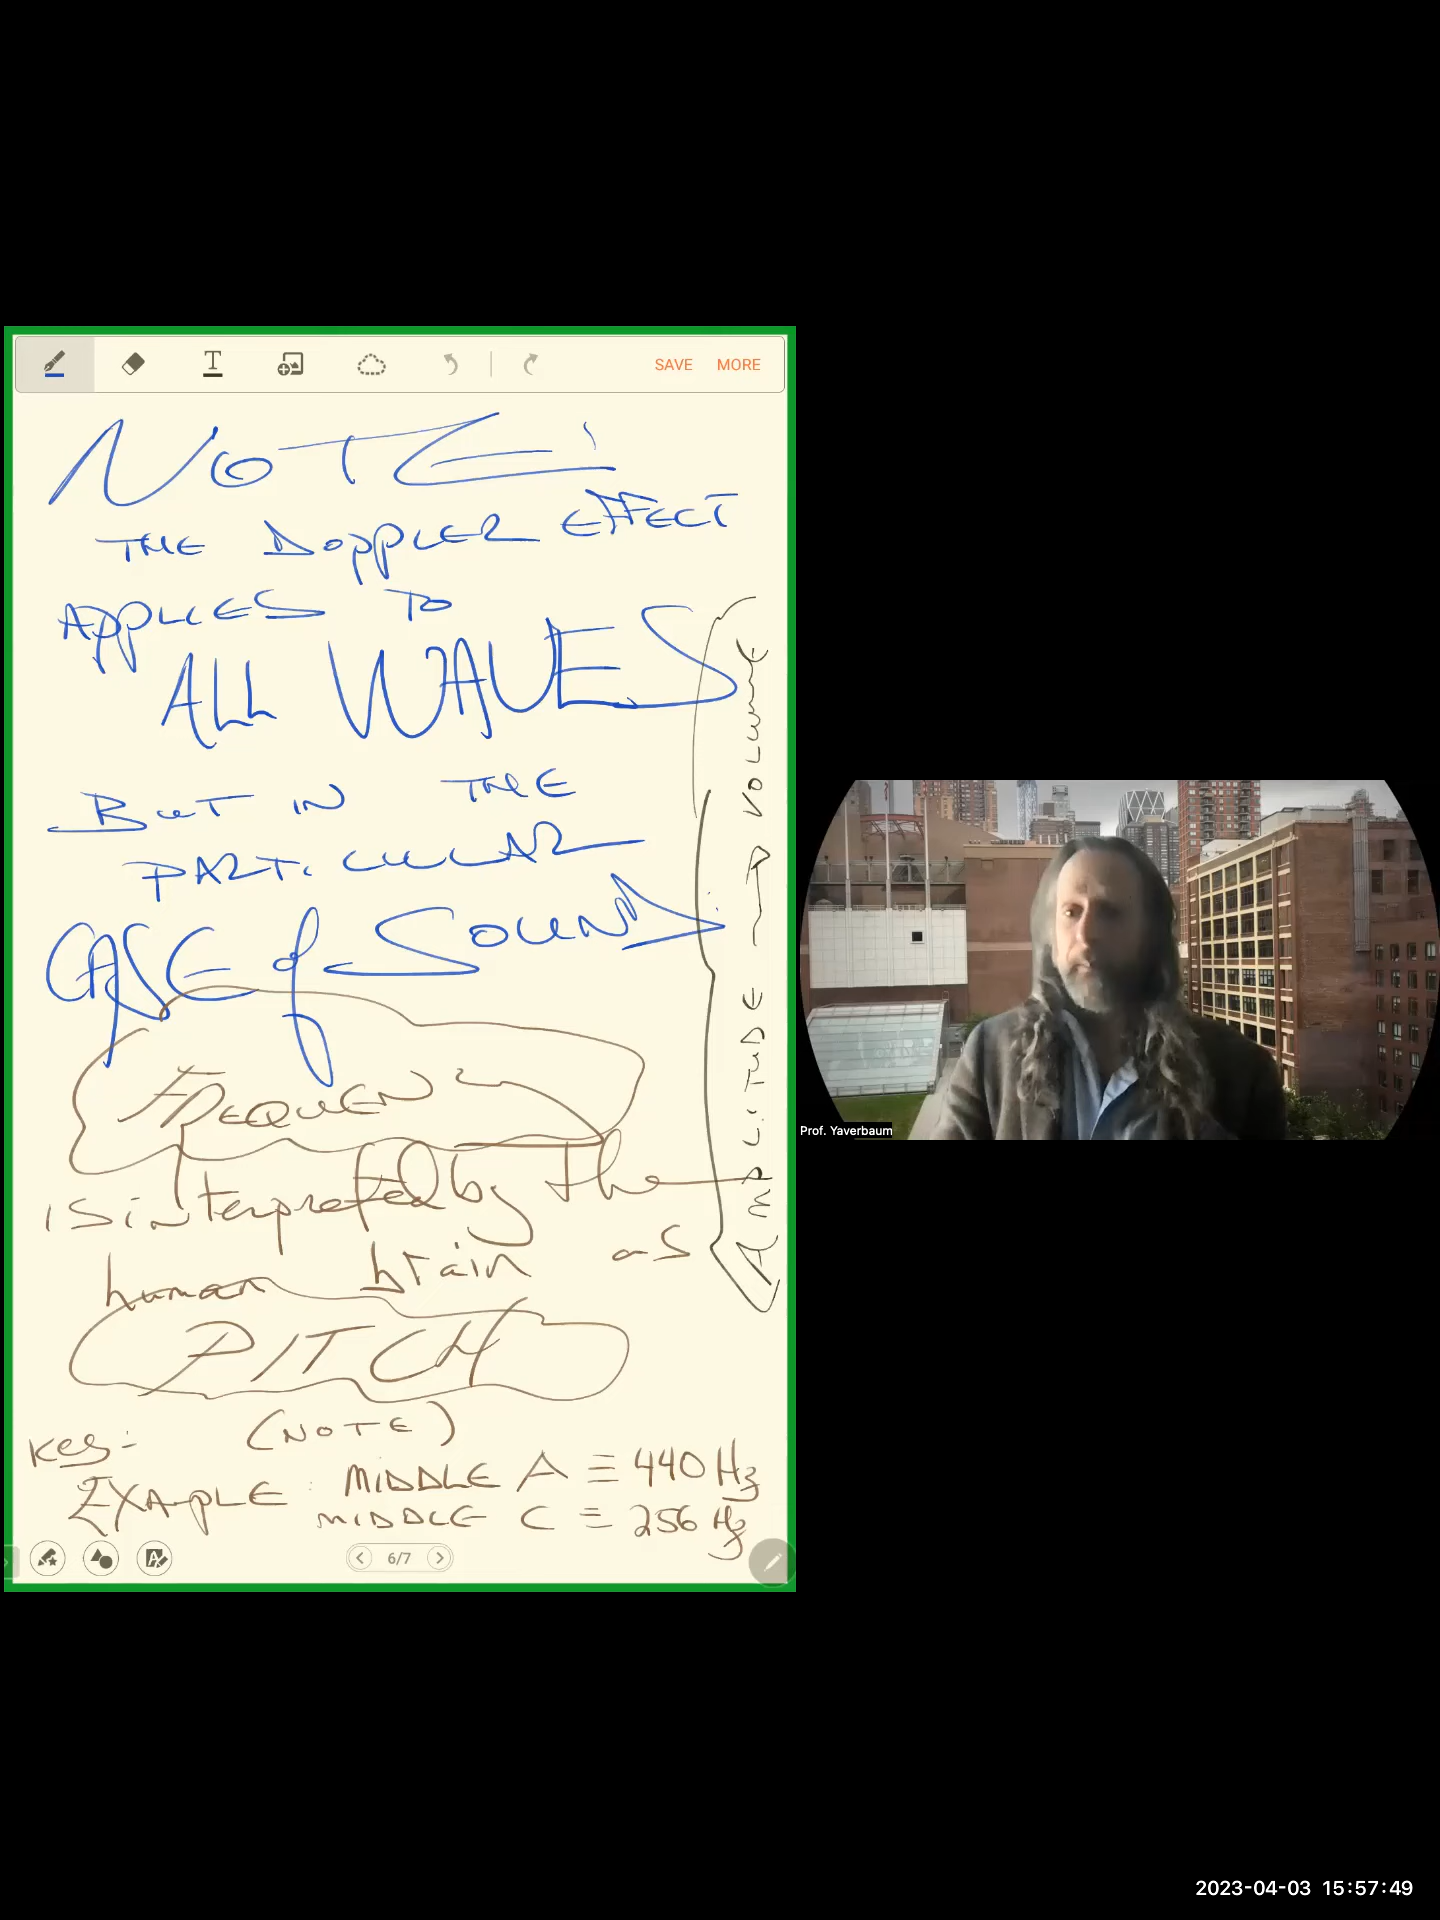 SAVE MORE
NOTE:
THE DOPPLER EFFECT
APPLIES TO
ALL WAVES
BUT IN THE
PARTICULAR
CASE of SOUND
FREQUENCY
is interpreted by the
human brain as
PITCH
(NOTE)
Key:
EXAMPLE: MIDDLE A ≡ 440 Hz
MIDDLE C ≡ 256 Hz
AMPLITUDE → VOLUME
6/7
Prof. Yaverbaum
2023-04-03 15:57:49